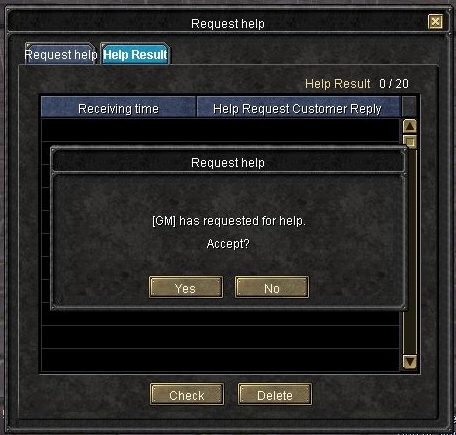 Request help
Request help Help Result
Help Result 0 / 20
Receiving time Help Request Customer Reply
Request help
[GM] has requested for help.
Accept?
Yes No
Check Delete